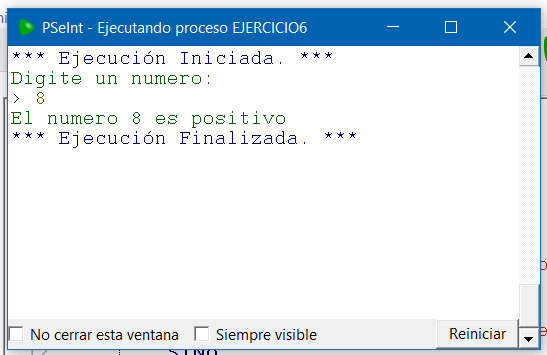 PSeInt - Ejecutando proceso EJERCICIO6
*** Ejecución Iniciada. ***
Digite un numero:
> 8
El numero 8 es positivo
*** Ejecución Finalizada. ***
No cerrar esta ventana
Siempre visible
Reiniciar